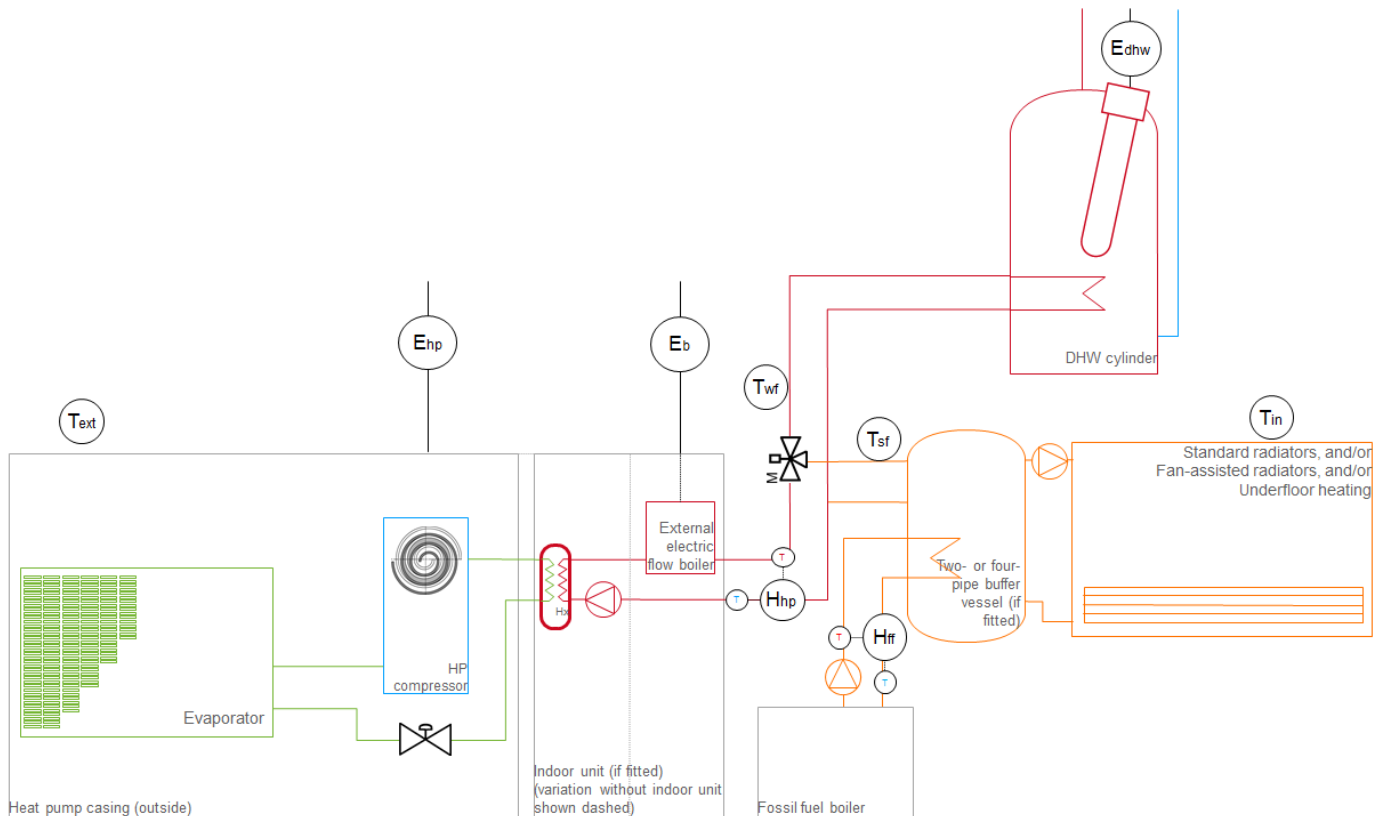 Edhw
DHW cylinder
Ehp
Eb
Twf
Text
Tsf
Tin
Standard radiators, and/or
Fan-assisted radiators, and/or
Underfloor heating
M
External
electric
flow boiler
T
Hx
T
Hhp
Two- or four-
pipe buffer
vessel (if
fitted)
T
Hff
T
HP
compressor
Evaporator
Indoor unit (if fitted)
(variation without indoor unit
shown dashed)
Heat pump casing (outside)
Fossil fuel boiler